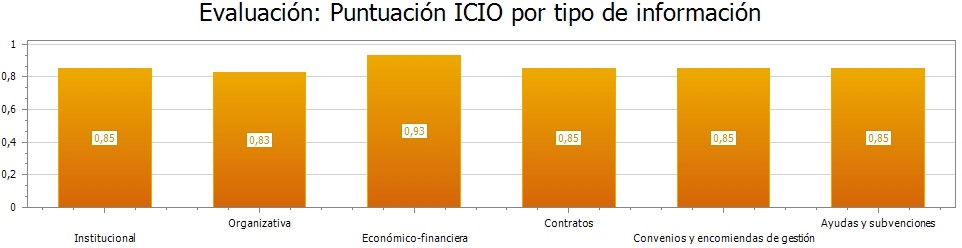 Evaluación: Puntuación ICIO por tipo de información
1
0,8
0,6
0,4
0,2
0
0,85
0,83
0,93
0,85
0,85
0,85
Institucional
Organizativa
Económico-financiera
Contratos
Convenios y encomiendas de gestión
Ayudas y subvenciones